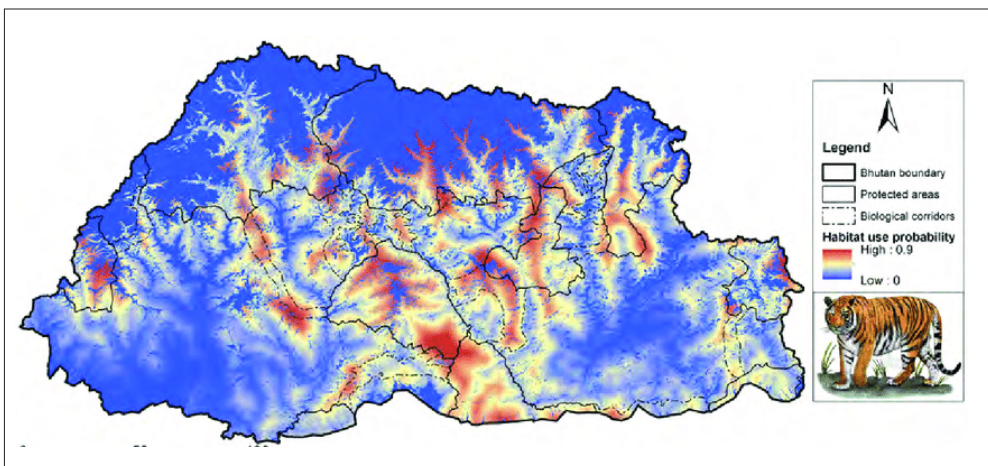 N
Legend
Bhutan boundary
Protected areas
Biological corridors
Habitat use probability
High : 0.9
Low : 0